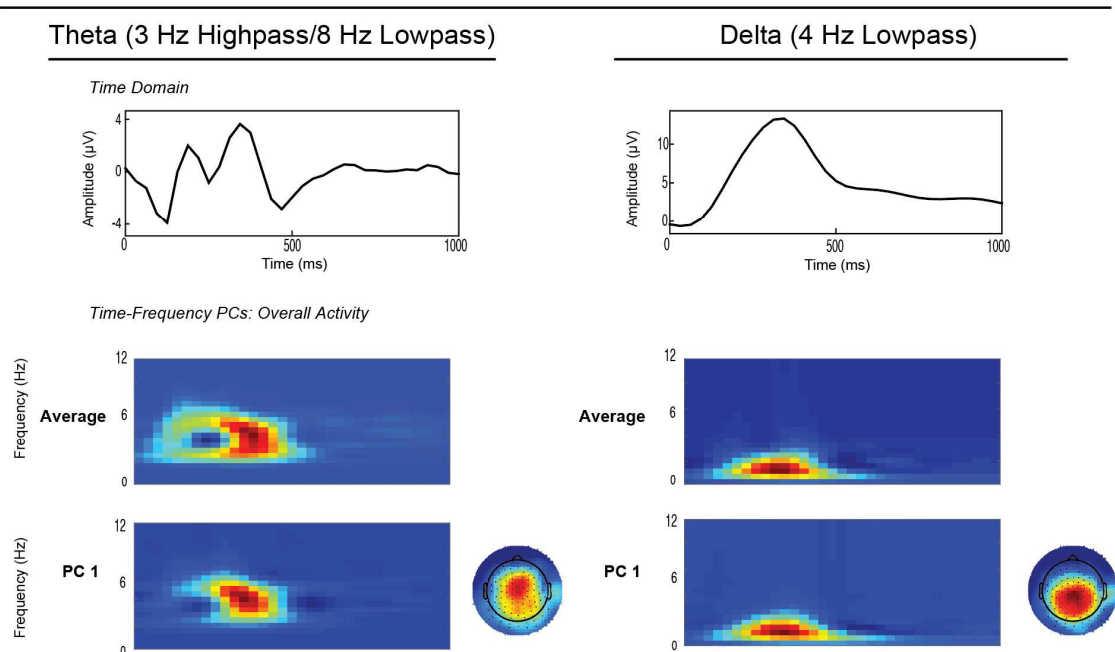 Theta (3 Hz Highpass/8 Hz Lowpass)
Delta (4 Hz Lowpass)
Time Domain
Amplitude (µV)
4
0
-4
0
500
1000
Time (ms)
Amplitude (µV)
10
5
0
0
500
1000
Time (ms)
Time-Frequency PCs: Overall Activity
Frequency (Hz)
Average
12
6
0
Average
12
6
0
Frequency (Hz)
PC 1
12
6
0
PC 1
12
6
0